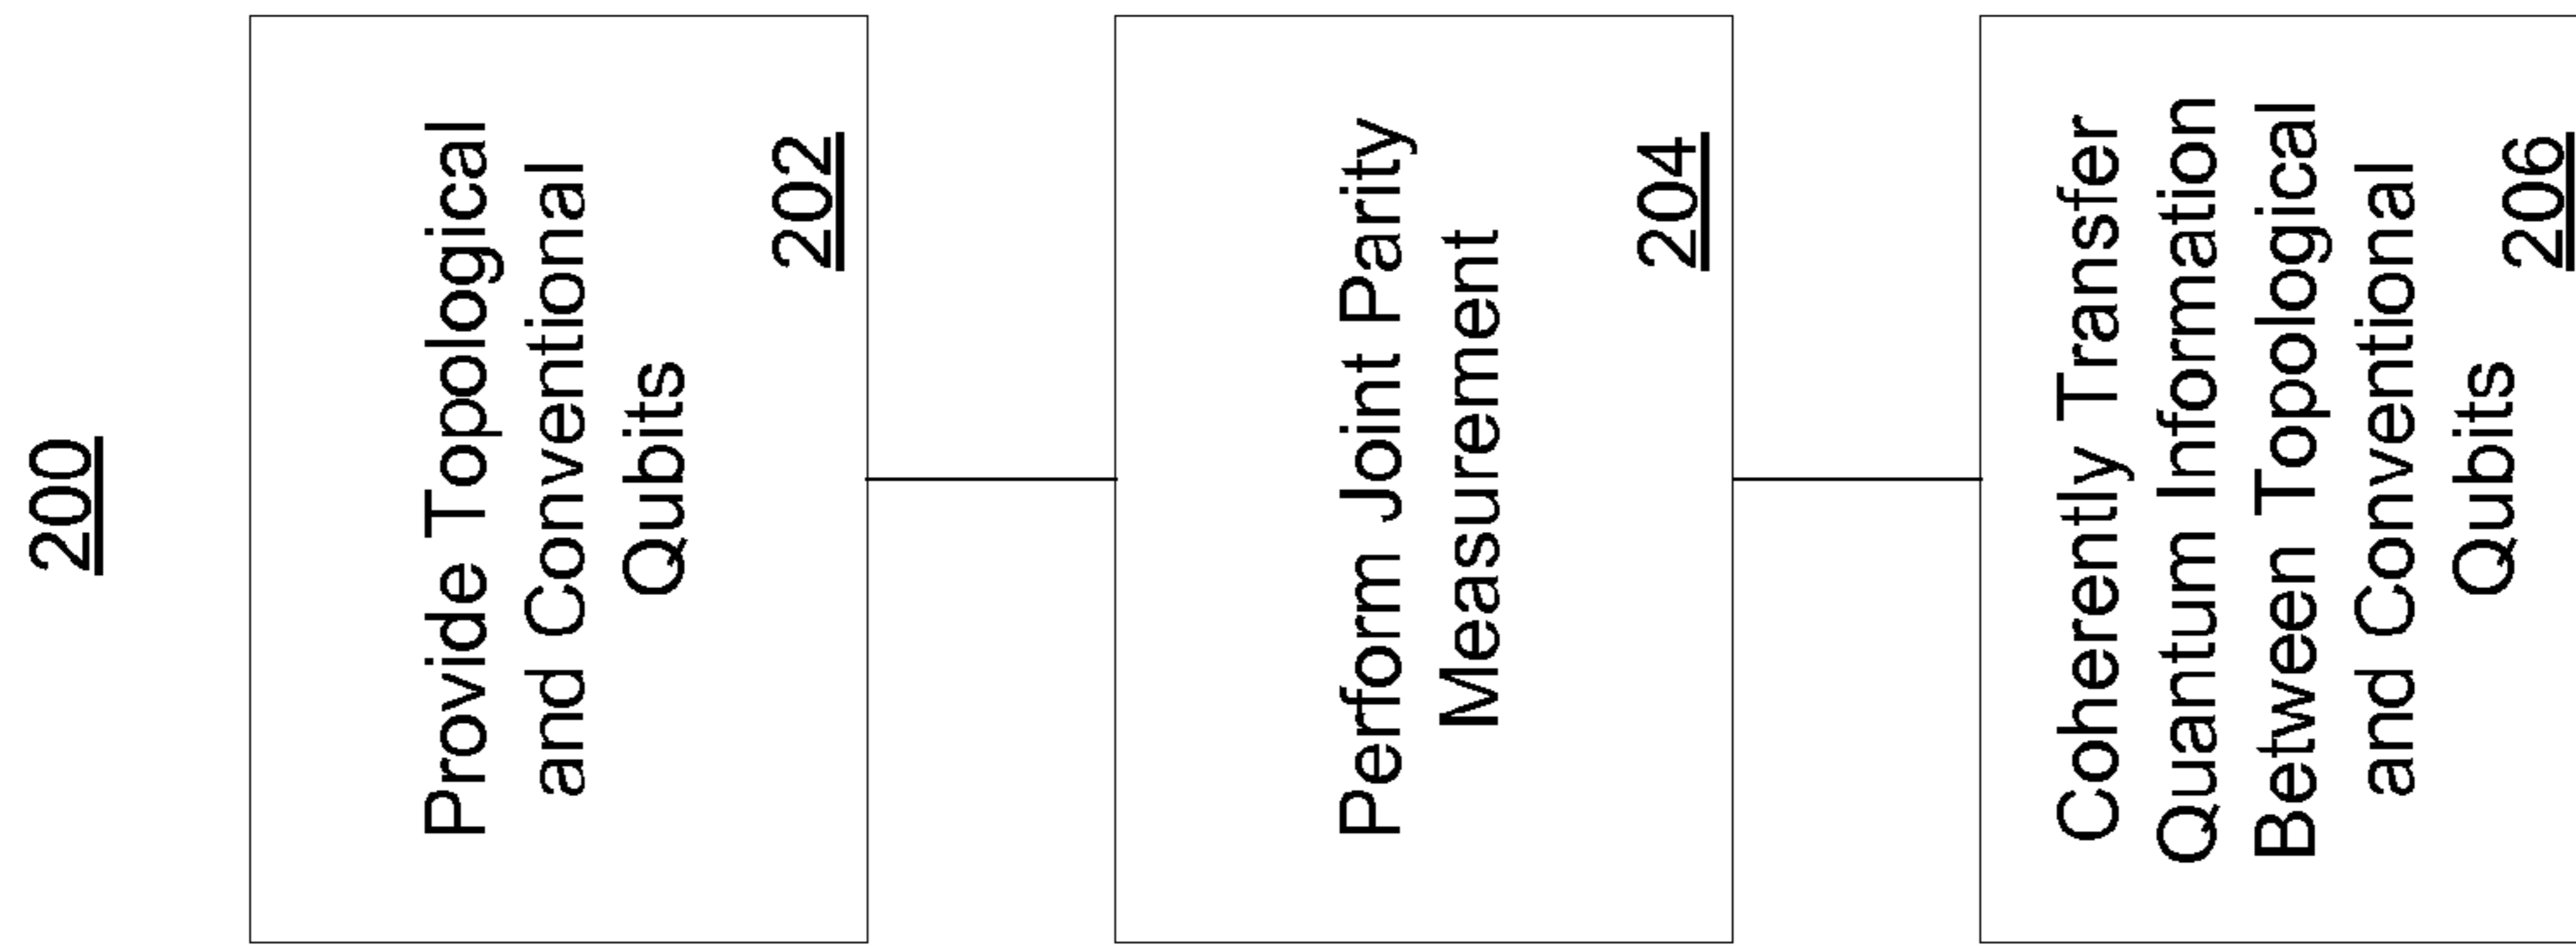 200
Provide Topological
and Conventional
Qubits
202
Perform Joint Parity
Measurement
204
Coherently Transfer
Quantum Information
Between Topological
and Conventional
Qubits
206